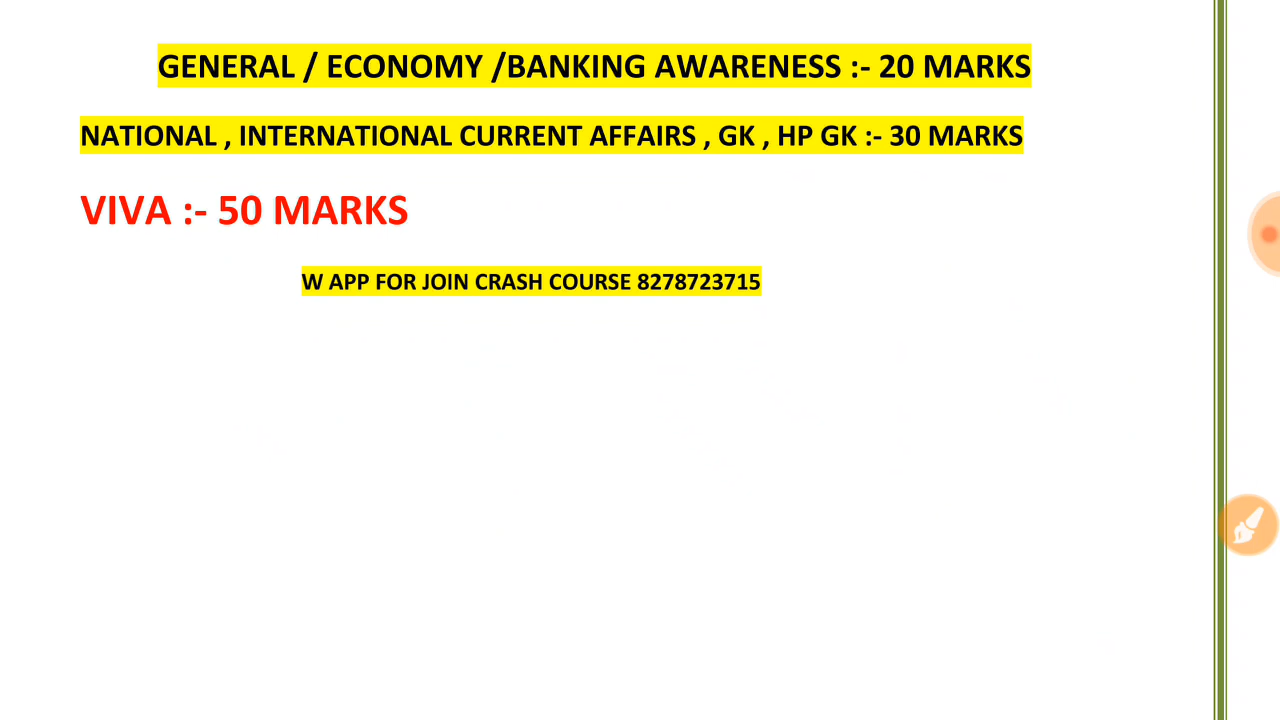 GENERAL / ECONOMY /BANKING AWARENESS :- 20 MARKS
NATIONAL , INTERNATIONAL CURRENT AFFAIRS , GK , HP GK :- 30 MARKS
VIVA :- 50 MARKS
W APP FOR JOIN CRASH COURSE 8278723715